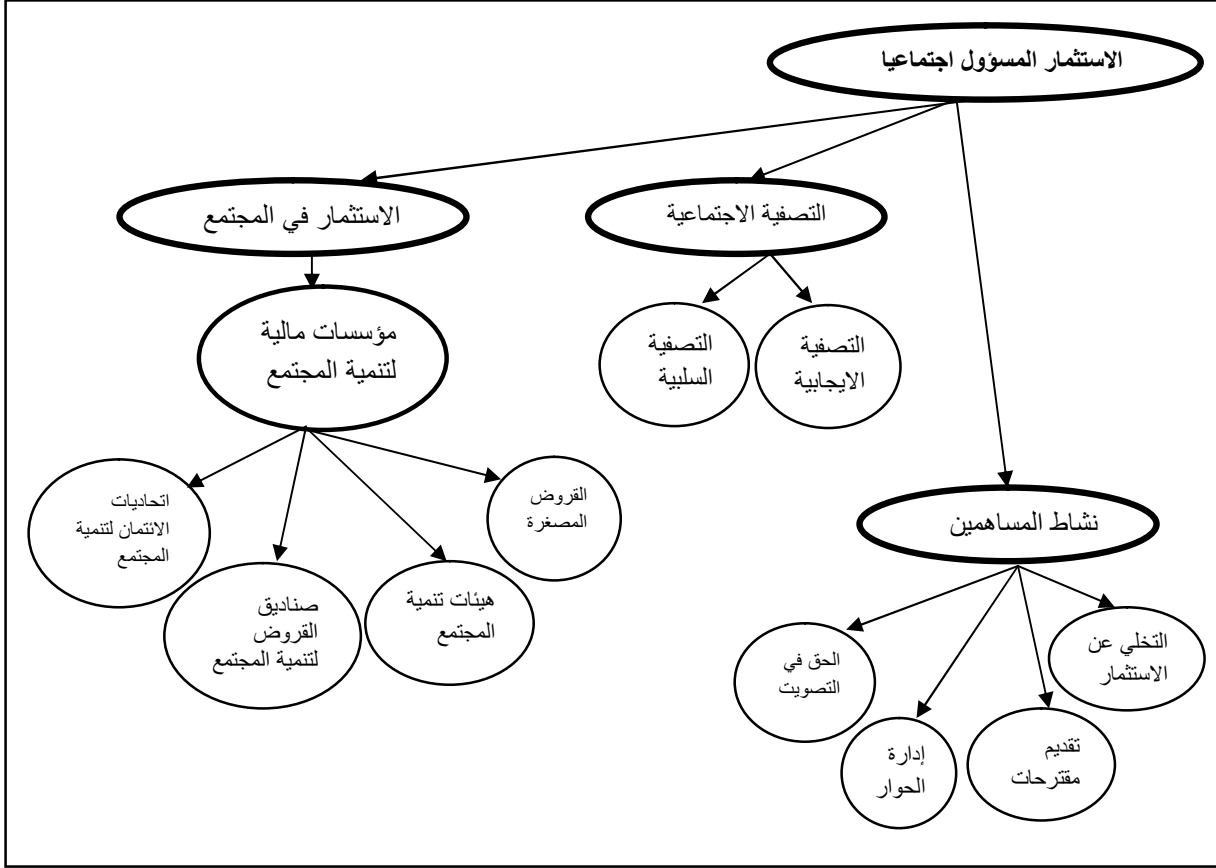 الاستثمار المسؤول اجتماعيا
التصفية الاجتماعية
الاستثمار في المجتمع
التصفية
الايجابية
التصفية
السلبية
مؤسسات مالية
لتنمية المجتمع
نشاط المساهمين
القروض
المصغرة
هيئات تنمية
المجتمع
صناديق
القروض
لتنمية المجتمع
اتحاديات
الائتمان لتنمية
المجتمع
التخلي عن
الاستثمار
تقديم
مقترحات
إدارة
الحوار
الحق في
التصويت